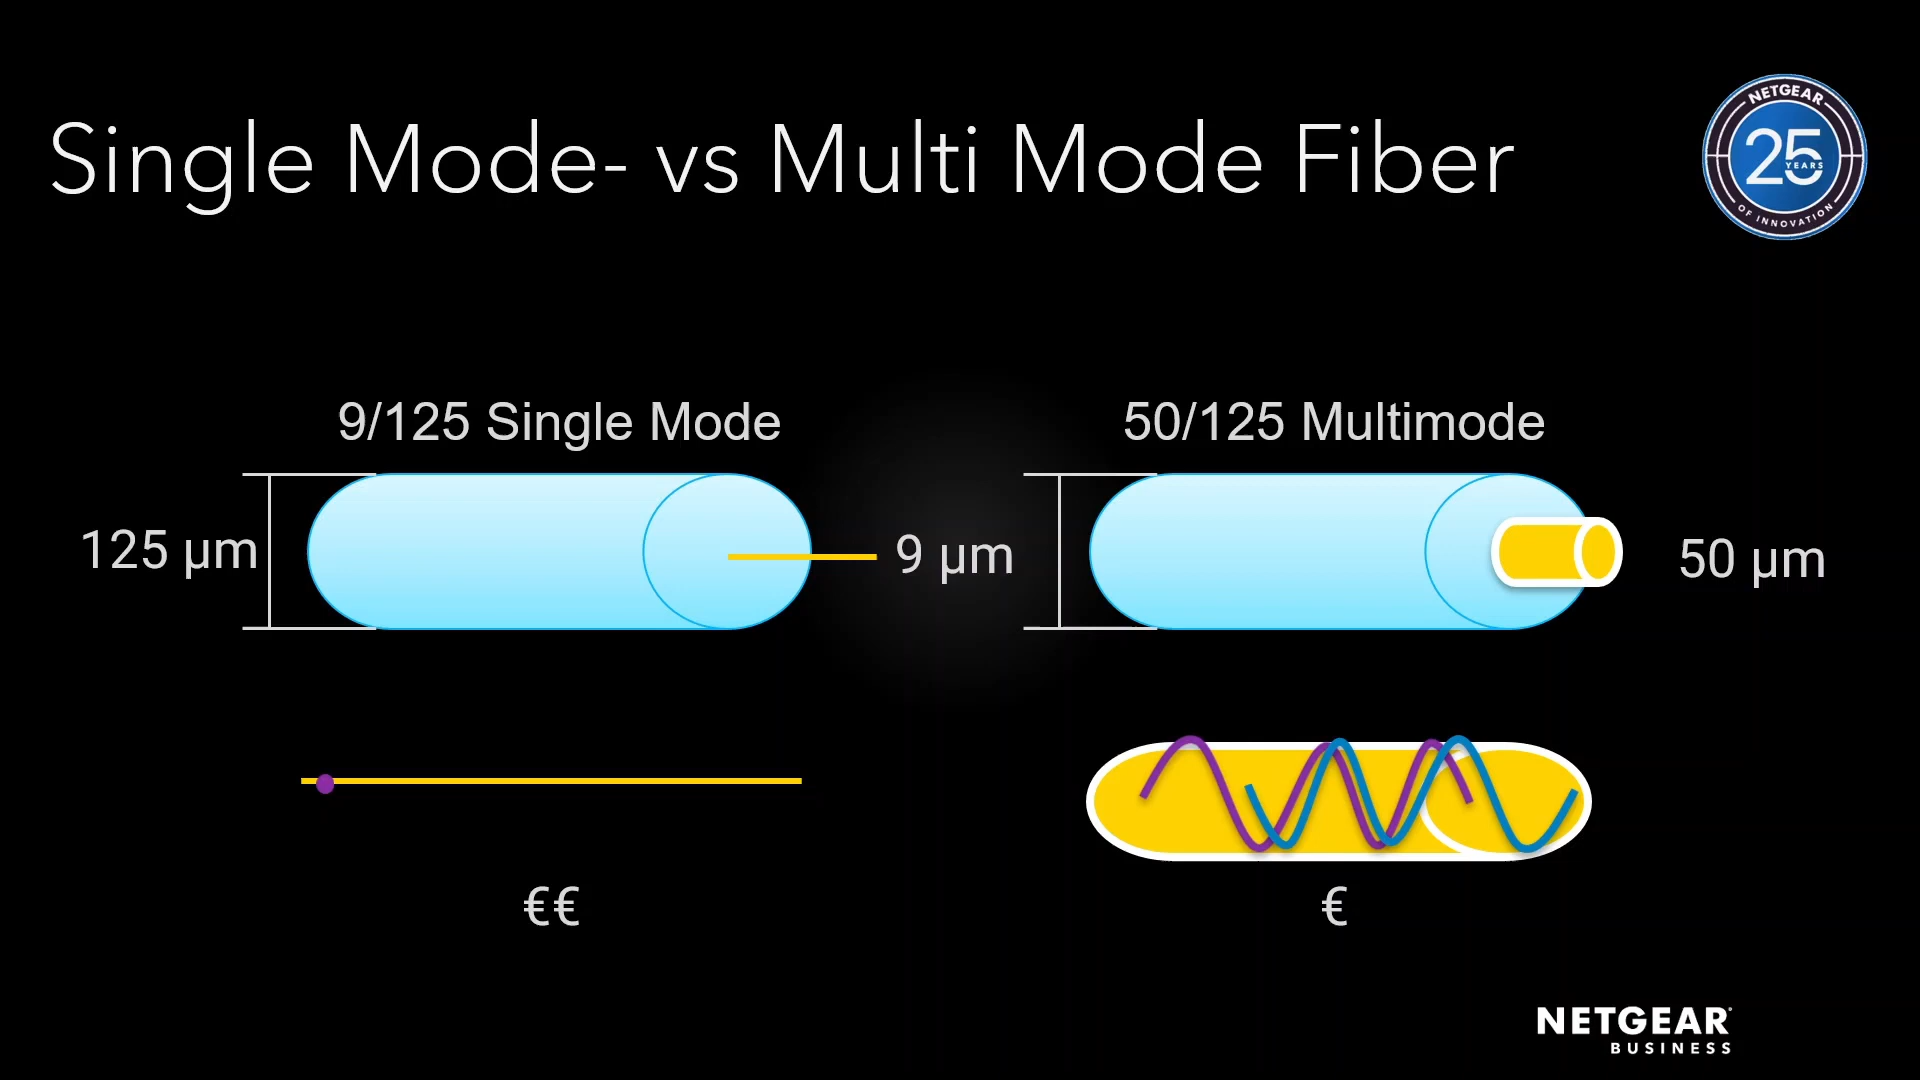 Single Mode- vs Multi Mode Fiber
NETGEAR
25
YEARS
OF INNOVATION
9/125 Single Mode
50/125 Multimode
125 µm
9 µm
50 µm
€€
€
NETGEAR
BUSINESS